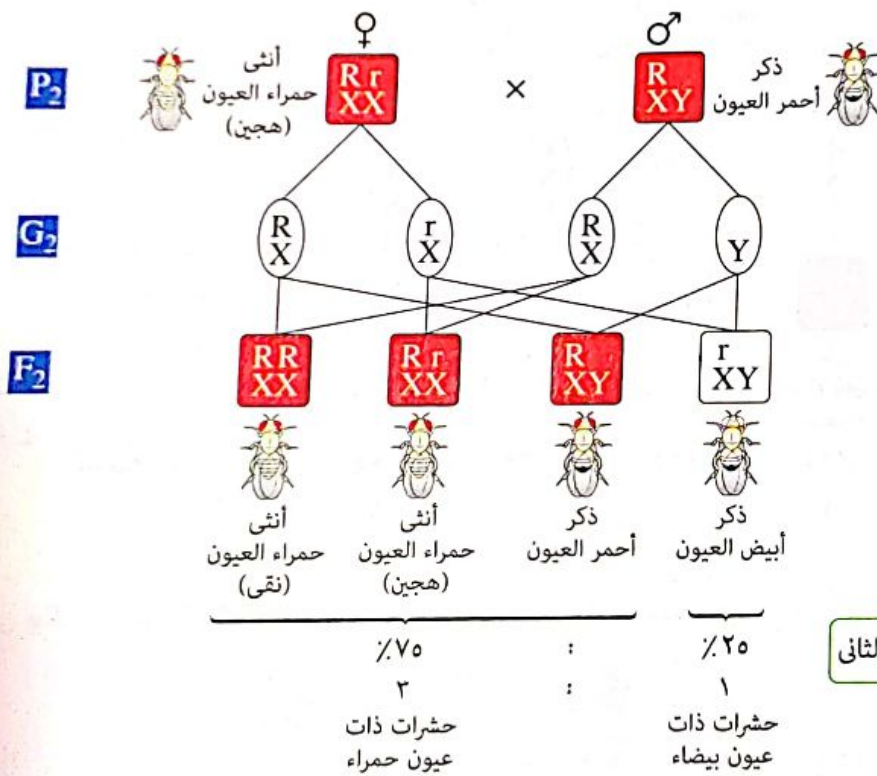 ♀
♂
P₂
أنثى
حمراء العيون
(هجين)
R r
XX
×
R
XY
ذكر
أحمر العيون
G₂
R
X
r
X
R
X
Y
F₂
RR
XX
R r
XX
R
XY
r
XY
أنثى
حمراء العيون
(نقى)
أنثى
حمراء العيون
(هجين)
ذكر
أحمر العيون
ذكر
أبيض العيون
٪٧٥ : ٪٢٥
٣ : ١
حشرات ذات
عيون حمراء
حشرات ذات
عيون بيضاء
لثانى